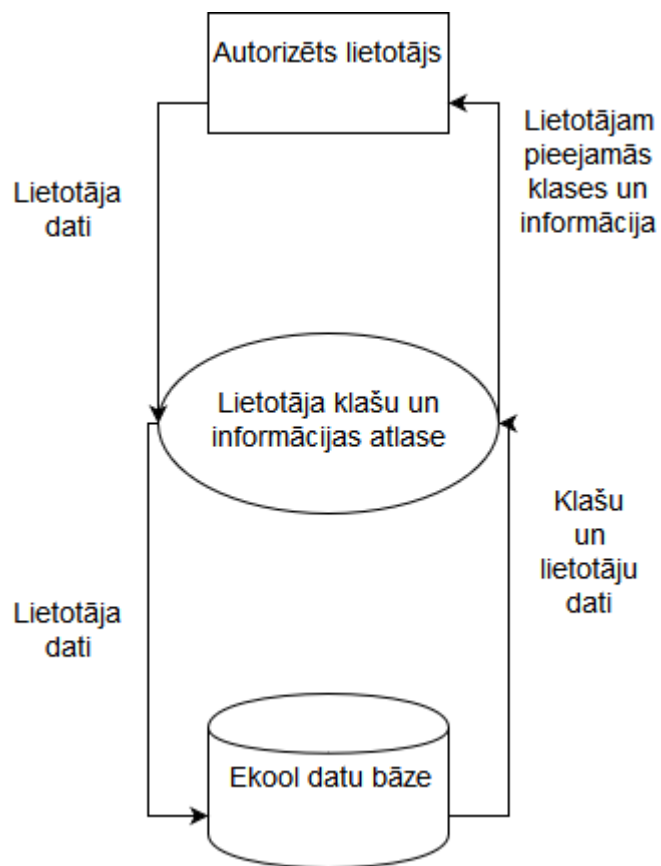 Autorizēts lietotājs
Lietotājam
pieejamās
klases un
informācija
Lietotāja
dati
Lietotāja klašu un
informācijas atlase
Klašu
un
lietotāju
dati
Lietotāja
dati
Ekool datu bāze